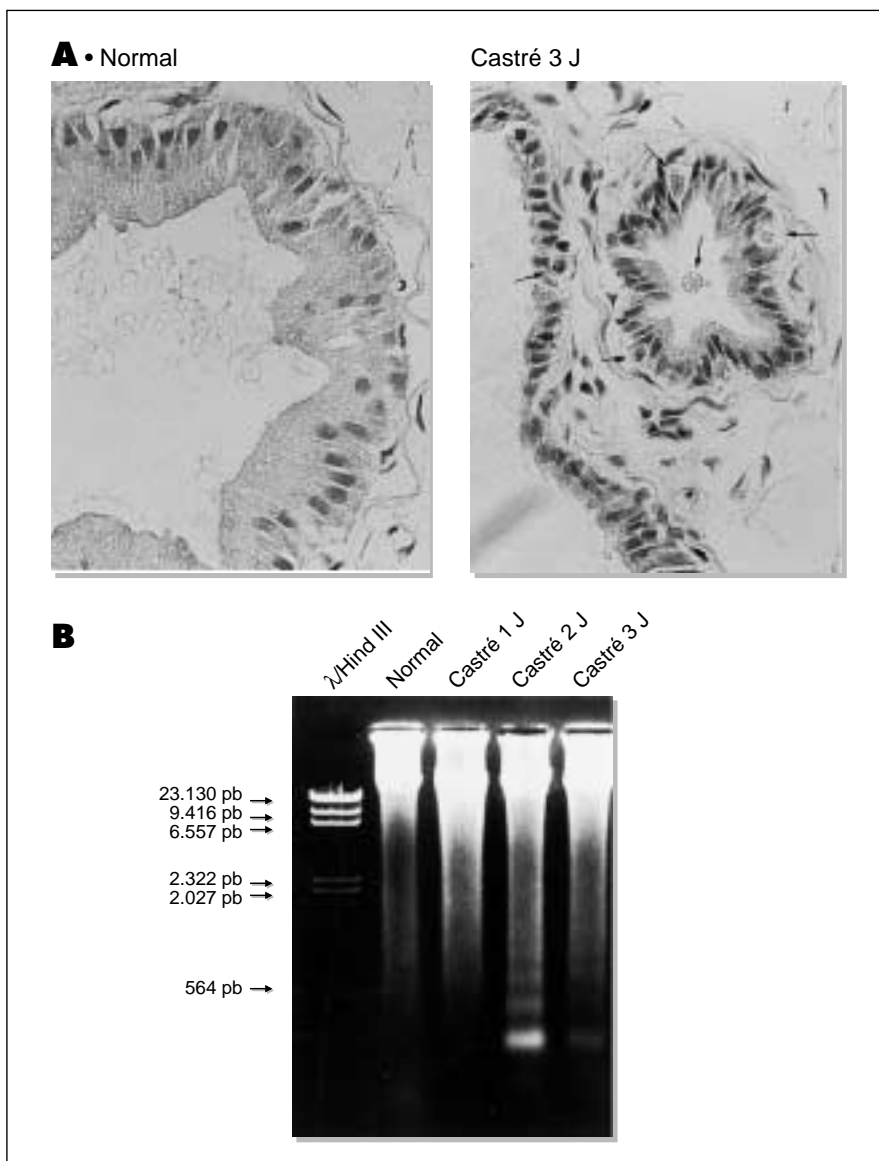 A • Normal
Castré 3 J
B
λ/Hind III
Normal
Castré 1 J
Castré 2 J
Castré 3 J
23.130 pb
9.416 pb
6.557 pb
2.322 pb
2.027 pb
564 pb